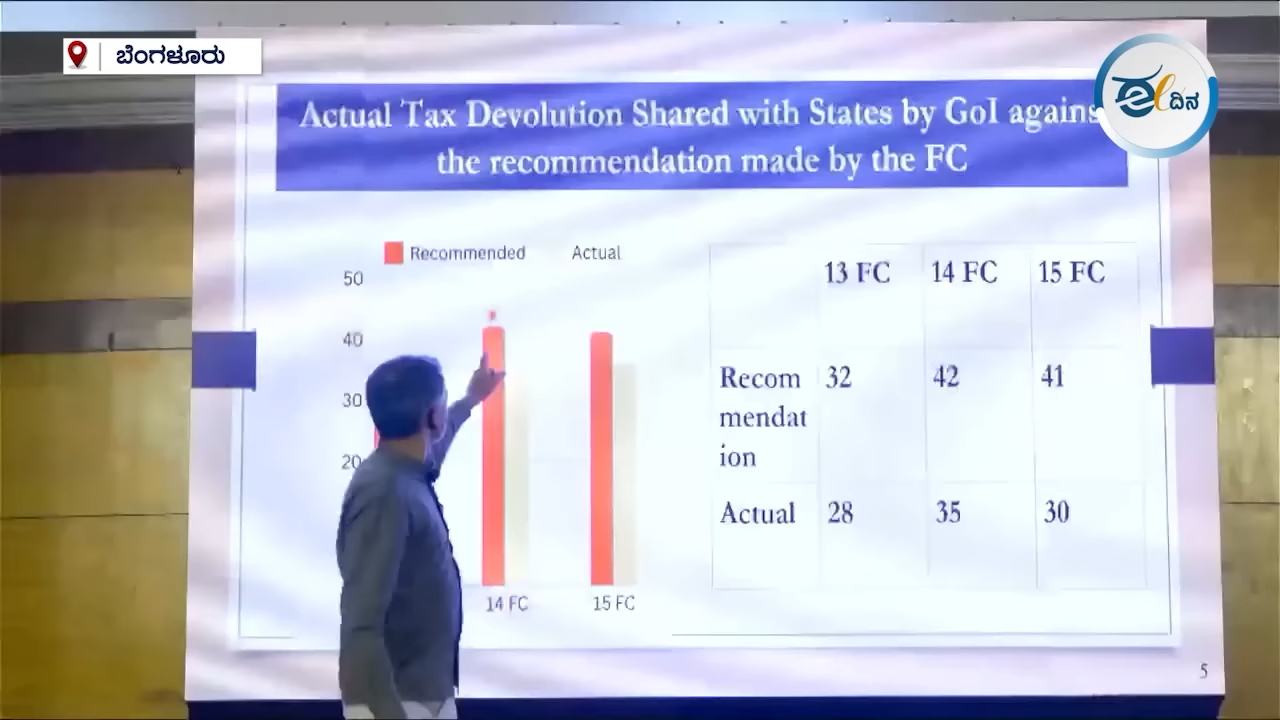 ಬೆಂಗಳೂರು
eದಿನ
Actual Tax Devolution Shared with States by GoI agains
the recommendation made by the FC
Recommended Actual
50
40
30
20
14 FC 15 FC
13 FC 14 FC 15 FC
Recom 32 42 41
mendat
ion
Actual 28 35 30
5